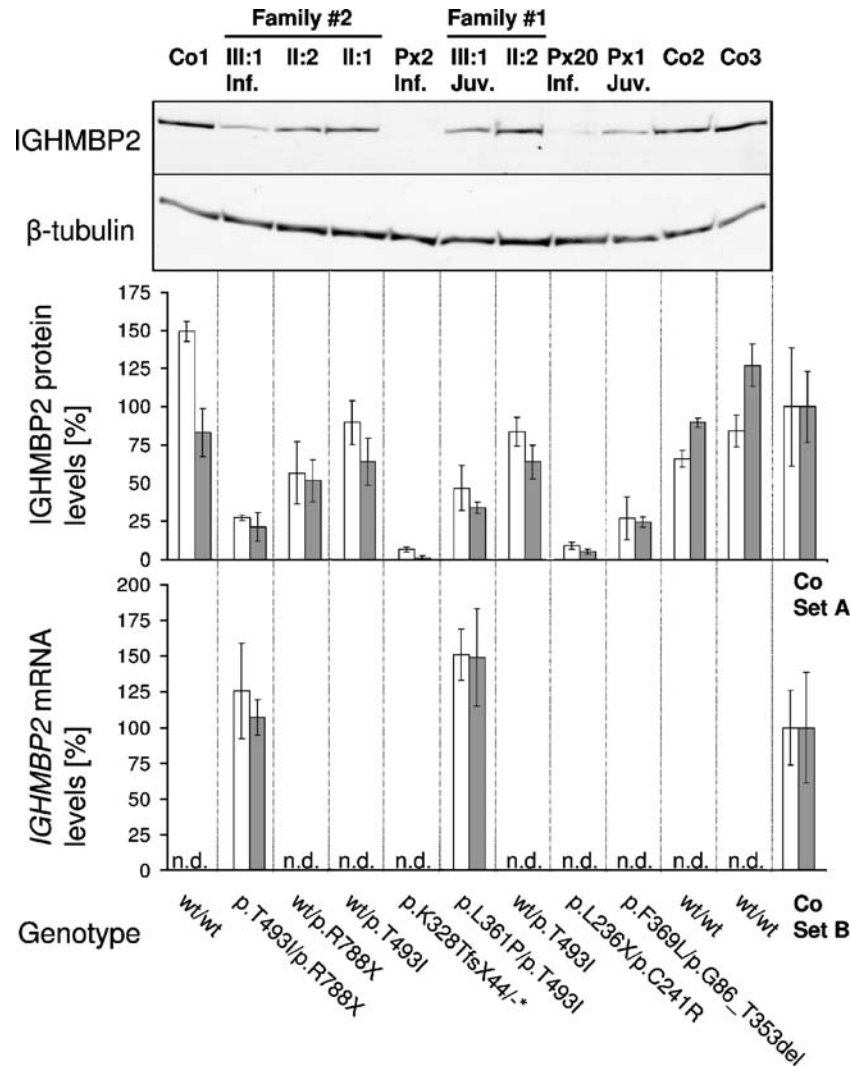 Family #2 Family #1
Co1 III:1 II:2 II:1 Px2 III:1 II:2 Px20 Px1 Co2 Co3
Inf. Inf. Juv. Inf. Juv.
IGHMBP2
β-tubulin
IGHMBP2 protein
levels [%]
175
150
125
100
75
50
25
0
Co
Set A
IGHMBP2 mRNA
levels [%]
200
175
150
125
100
75
50
25
0
n.d. n.d. n.d. n.d. n.d. n.d. n.d. n.d. n.d.
Co
Set B
Genotype
wt/wt
p.T493I/p.R788X
wt/p.R788X
wt/p.T493I
p.K328TfsX44/-*
p.L361P/p.T493I
wt/p.T493I
p.L236X/p.C241R
p.F369L/p.G86_T353del
wt/wt
wt/wt